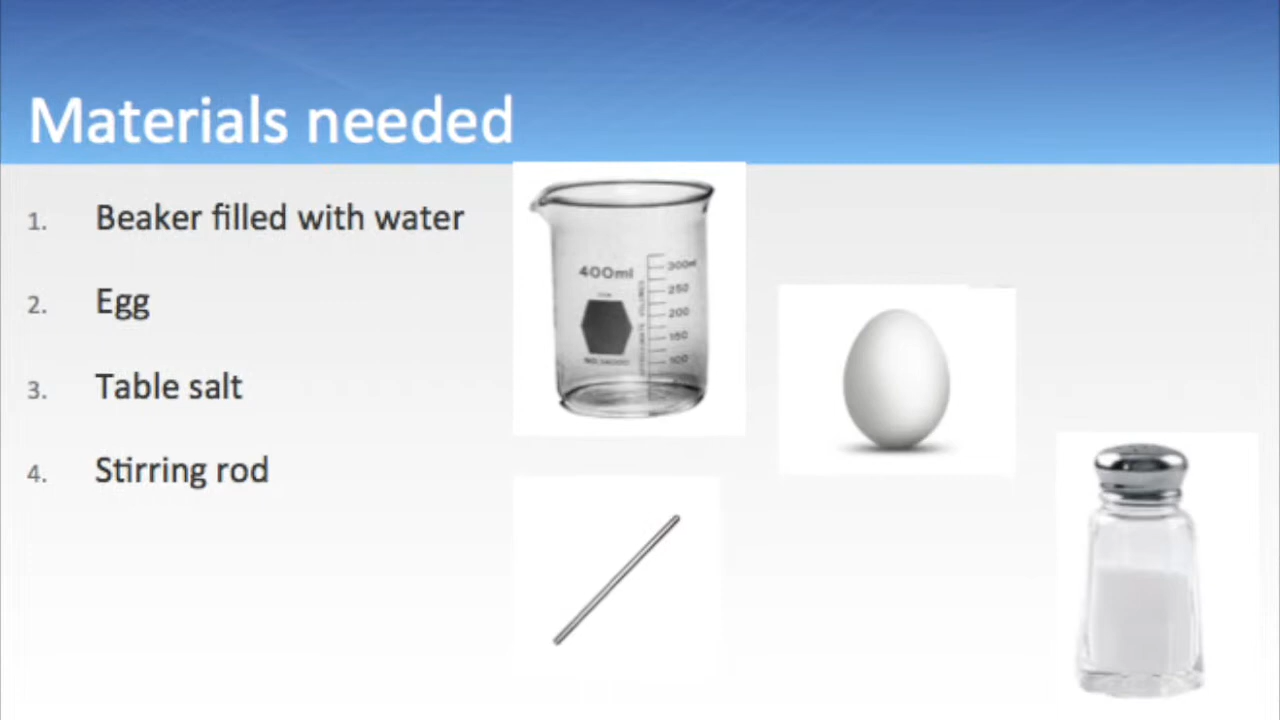 Materials needed
1. Beaker filled with water
2. Egg
3. Table salt
4. Stirring rod
400ml
300ml
250
200
150
100